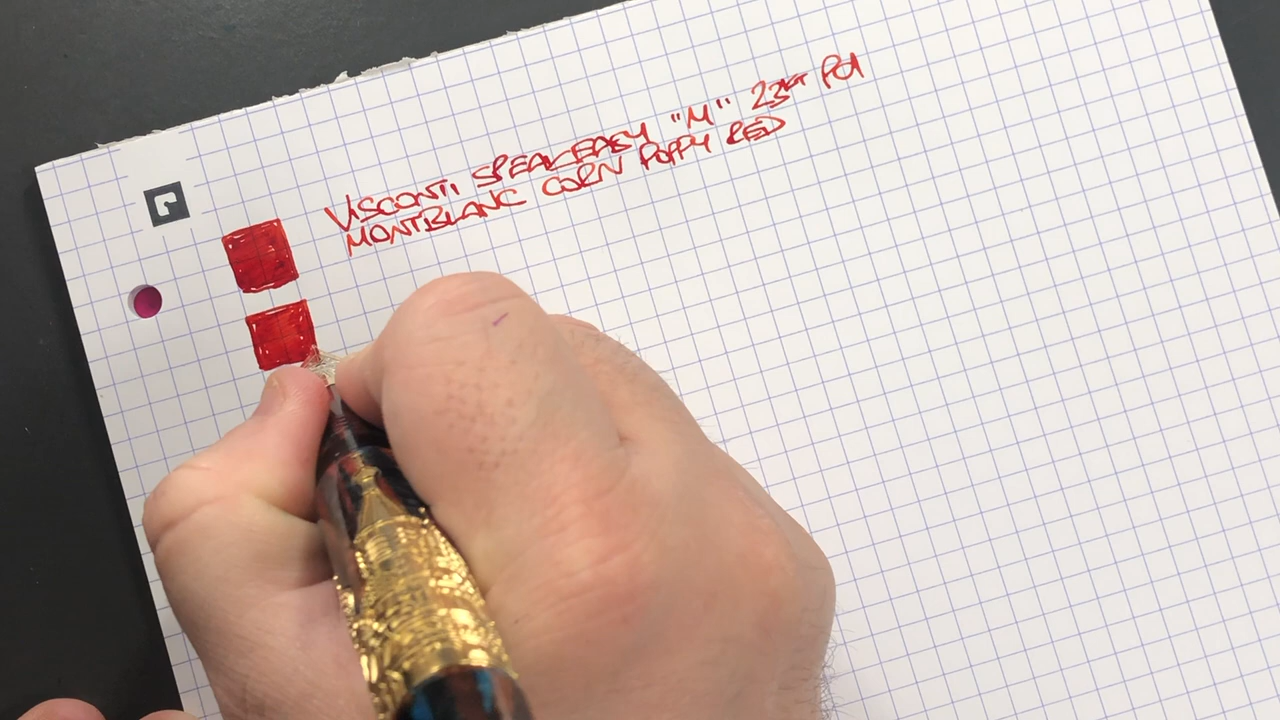 VISCONTI SPEAKEASY "M" 23KT Pd
MONTBLANC CORN POPPY RED